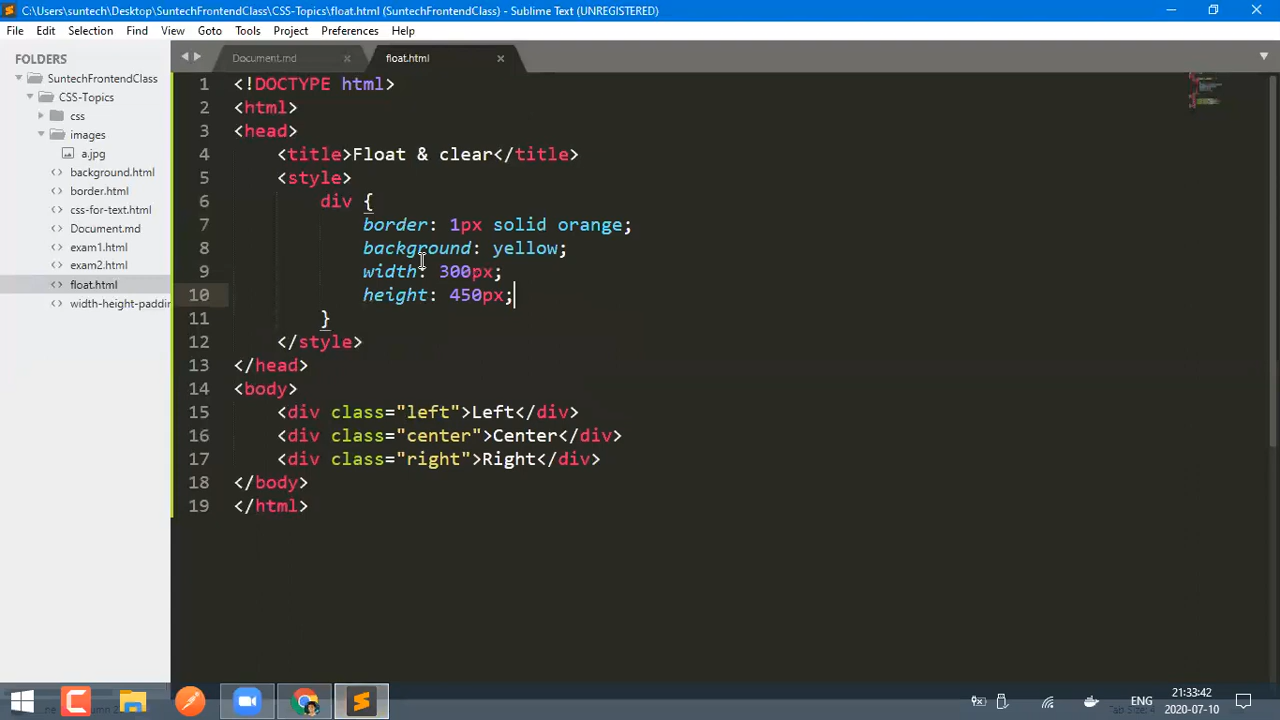 C:\Users\suntech\Desktop\SuntechFrontendClass\CSS-Topics\float.html (SuntechFrontendClass) - Sublime Text (UNREGISTERED)
File Edit Selection Find View Goto Tools Project Preferences Help
FOLDERS
SuntechFrontendClass
CSS-Topics
css
images
a.jpg
background.html
border.html
css-for-text.html
Document.md
exam1.html
exam2.html
float.html
width-height-paddin
Document.md float.html
1 <!DOCTYPE html>
2 <html>
3 <head>
4 <title>Float & clear</title>
5 <style>
6 div {
7 border: 1px solid orange;
8 background: yellow;
9 width: 300px;
10 height: 450px;
11 }
12 </style>
13 </head>
14 <body>
15 <div class="left">Left</div>
16 <div class="center">Center</div>
17 <div class="right">Right</div>
18 </body>
19 </html>
ENG
21:33:42
2020-07-10